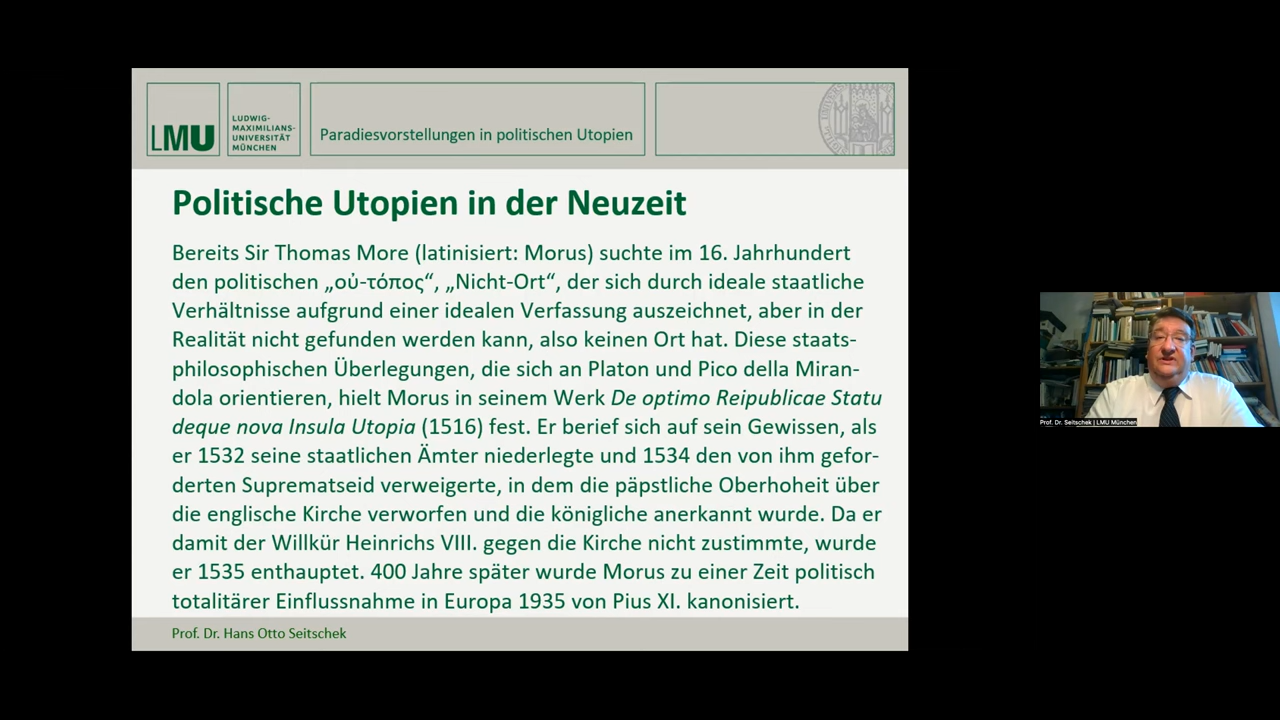 LMU
LUDWIG-
MAXIMILIANS-
UNIVERSITÄT
MÜNCHEN
Paradiesvorstellungen in politischen Utopien
Politische Utopien in der Neuzeit
Bereits Sir Thomas More (latinisiert: Morus) suchte im 16. Jahrhundert
den politischen „οὐ-τόπος“, „Nicht-Ort“, der sich durch ideale staatliche
Verhältnisse aufgrund einer idealen Verfassung auszeichnet, aber in der
Realität nicht gefunden werden kann, also keinen Ort hat. Diese staats-
philosophischen Überlegungen, die sich an Platon und Pico della Miran-
dola orientieren, hielt Morus in seinem Werk De optimo Reipublicae Statu
deque nova Insula Utopia (1516) fest. Er berief sich auf sein Gewissen, als
er 1532 seine staatlichen Ämter niederlegte und 1534 den von ihm gefor-
derten Suprematseid verweigerte, in dem die päpstliche Oberhoheit über
die englische Kirche verworfen und die königliche anerkannt wurde. Da er
damit der Willkür Heinrichs VIII. gegen die Kirche nicht zustimmte, wurde
er 1535 enthauptet. 400 Jahre später wurde Morus zu einer Zeit politisch
totalitärer Einflussnahme in Europa 1935 von Pius XI. kanonisiert.
Prof. Dr. Hans Otto Seitschek
Prof. Dr. Seitschek | LMU München